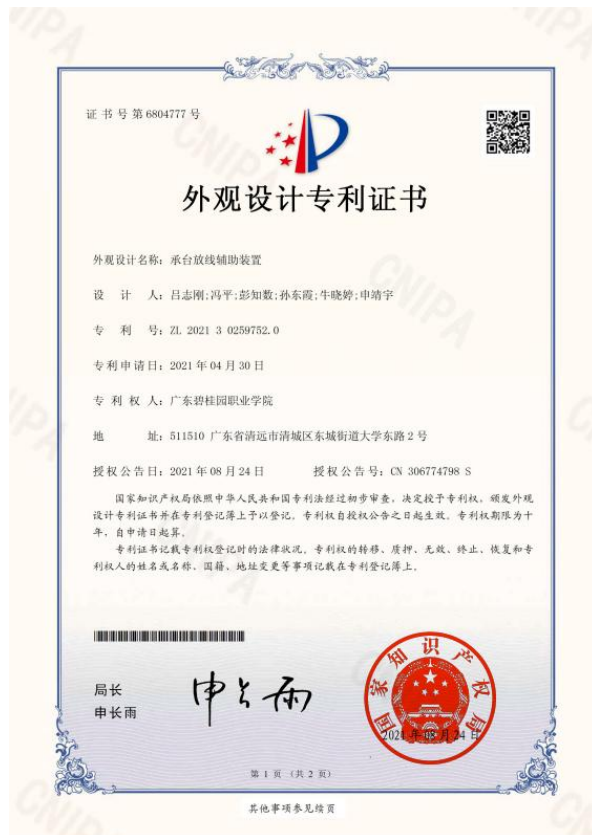 证书号第6804777号
外观设计专利证书
外观设计名称：承台放线辅助装置
设计人：吕志刚;冯平;彭知数;孙东霞;牛晓婷;申靖宇
专利号：ZL 2021 3 0259752.0
专利申请日：2021年04月30日
专利权人：广东碧桂园职业学院
地址：511510 广东省清远市清城区东城街道大学东路2号
授权公告日：2021年08月24日 授权公告号：CN 306774798 S
国家知识产权局依照中华人民共和国专利法经过初步审查，决定授予专利权，颁发外观
设计专利证书并在专利登记簿上予以登记。专利权自授权公告之日起生效。专利权期限为十
年，自申请日起算。
专利证书记载专利权登记时的法律状况。专利权的转移、质押、无效、终止、恢复和专
利权人的姓名或名称、国籍、地址变更等事项记载在专利登记簿上。
局长
申长雨
申长雨
国家知识产权局
2021年08月24日
第1页（共2页）
其他事项参见续页
CNIPA
CNIPA
CNIPA
CNIPA
CNIPA